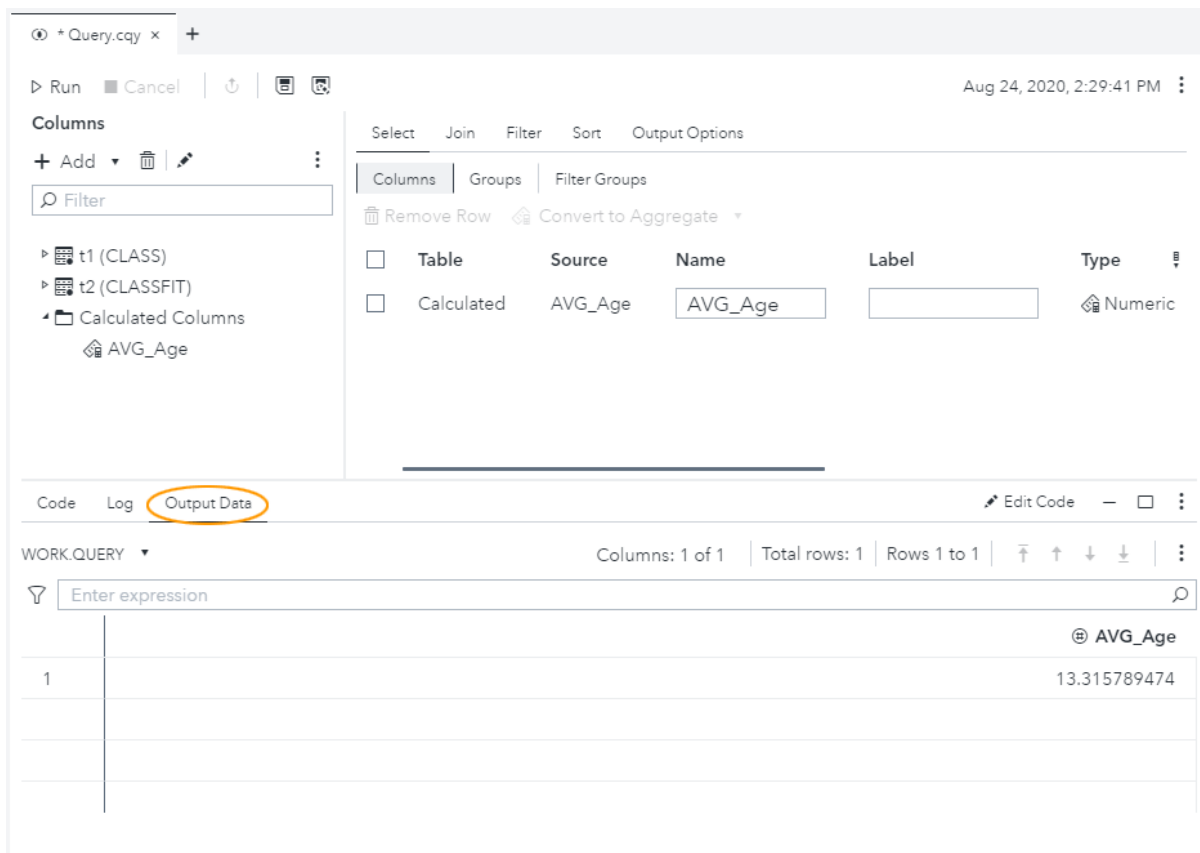 * Query.cqy × +
Run Cancel Aug 24, 2020, 2:29:41 PM
Columns
Select Join Filter Sort Output Options
+ Add
Columns Groups Filter Groups
Filter
Remove Row Convert to Aggregate
t1 (CLASS)
Table Source Name Label Type
t2 (CLASSFIT)
Calculated AVG_Age AVG_Age Numeric
Calculated Columns
AVG_Age
Code Log Output Data Edit Code
WORK.QUERY Columns: 1 of 1 Total rows: 1 Rows 1 to 1
Enter expression
AVG_Age
1 13.315789474